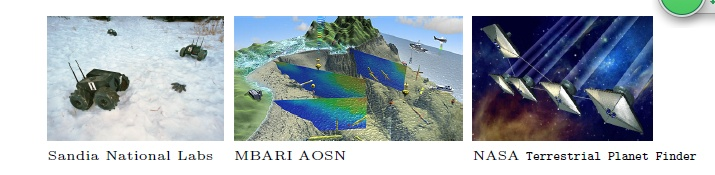 Sandia National Labs
MBARI AOSN
NASA Terrestrial Planet Finder